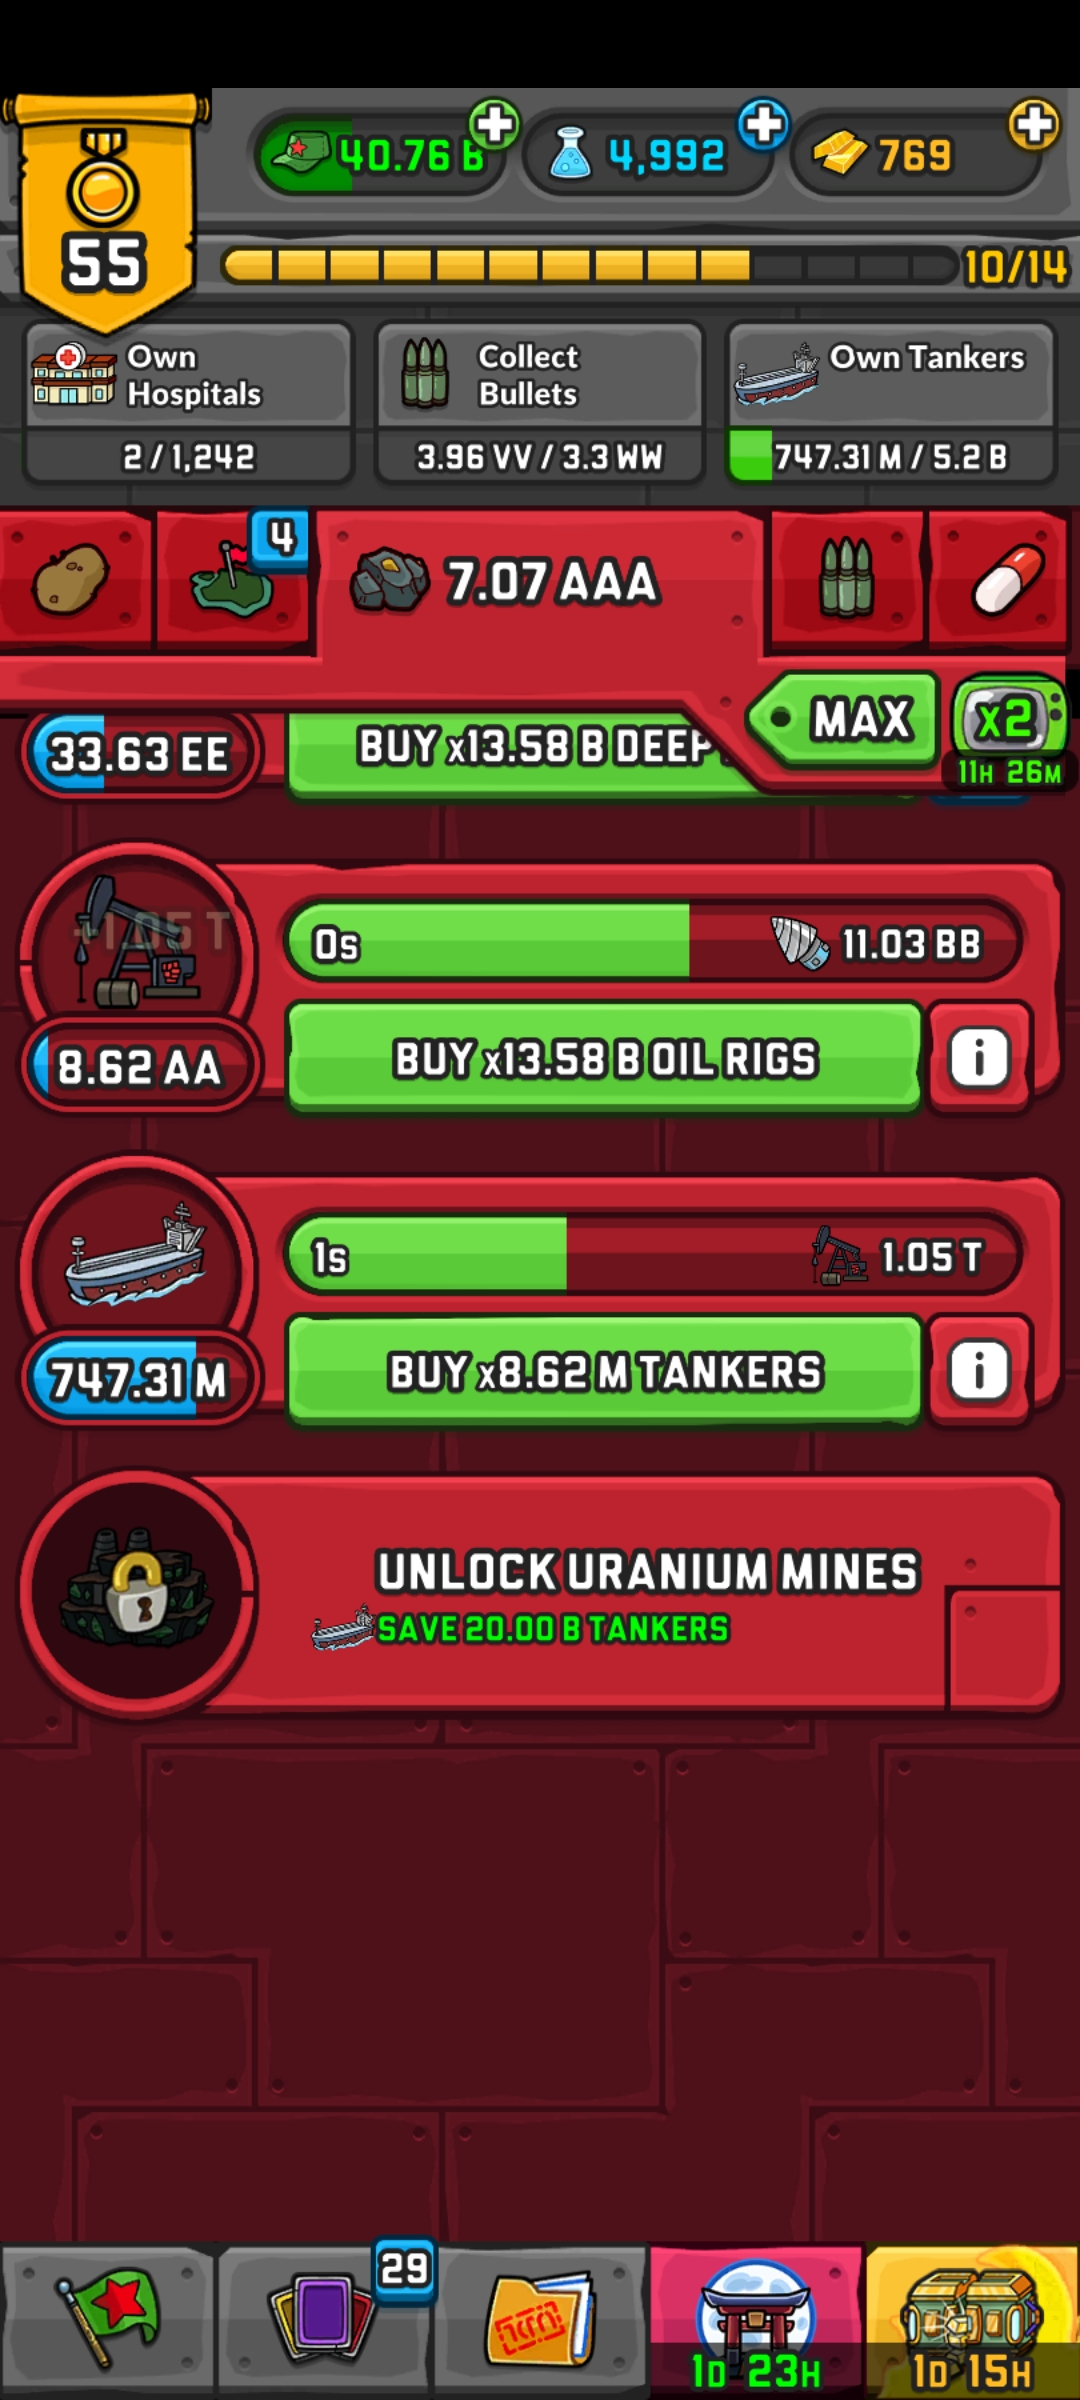 40.76 B
4,992
769
55
10/14
Own
Hospitals
2 / 1,242
Collect
Bullets
3.96 VV / 3.3 WW
Own Tankers
747.31 M / 5.2 B
4
7.07 AAA
MAX
x2
11H 26M
33.63 EE
BUY x13.58 B DEEP
+1.05 T
0s
11.03 BB
8.62 AA
BUY x13.58 B OIL RIGS
i
1s
1.05 T
747.31 M
BUY x8.62 M TANKERS
i
UNLOCK URANIUM MINES
SAVE 20.00 B TANKERS
29
1D 23H
1D 15H